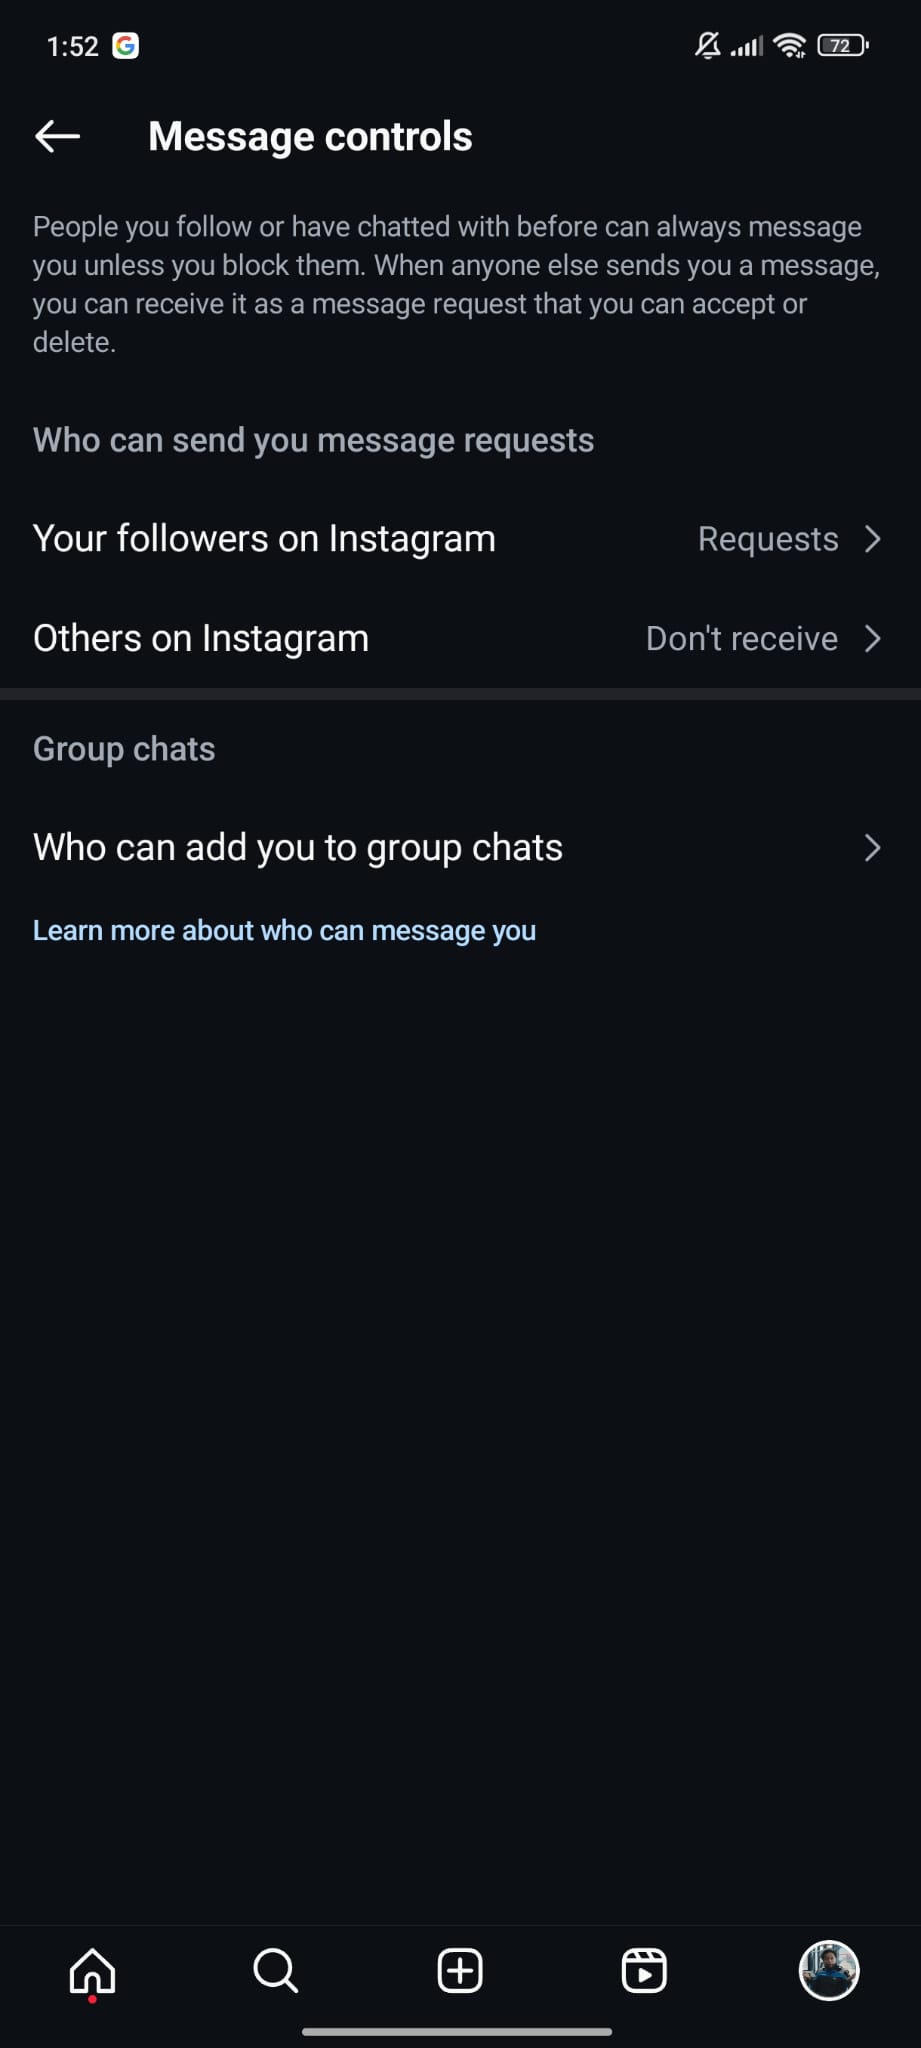 1:52 G 72
Message controls
People you follow or have chatted with before can always message
you unless you block them. When anyone else sends you a message,
you can receive it as a message request that you can accept or
delete.
Who can send you message requests
Your followers on Instagram Requests
Others on Instagram Don't receive
Group chats
Who can add you to group chats
Learn more about who can message you